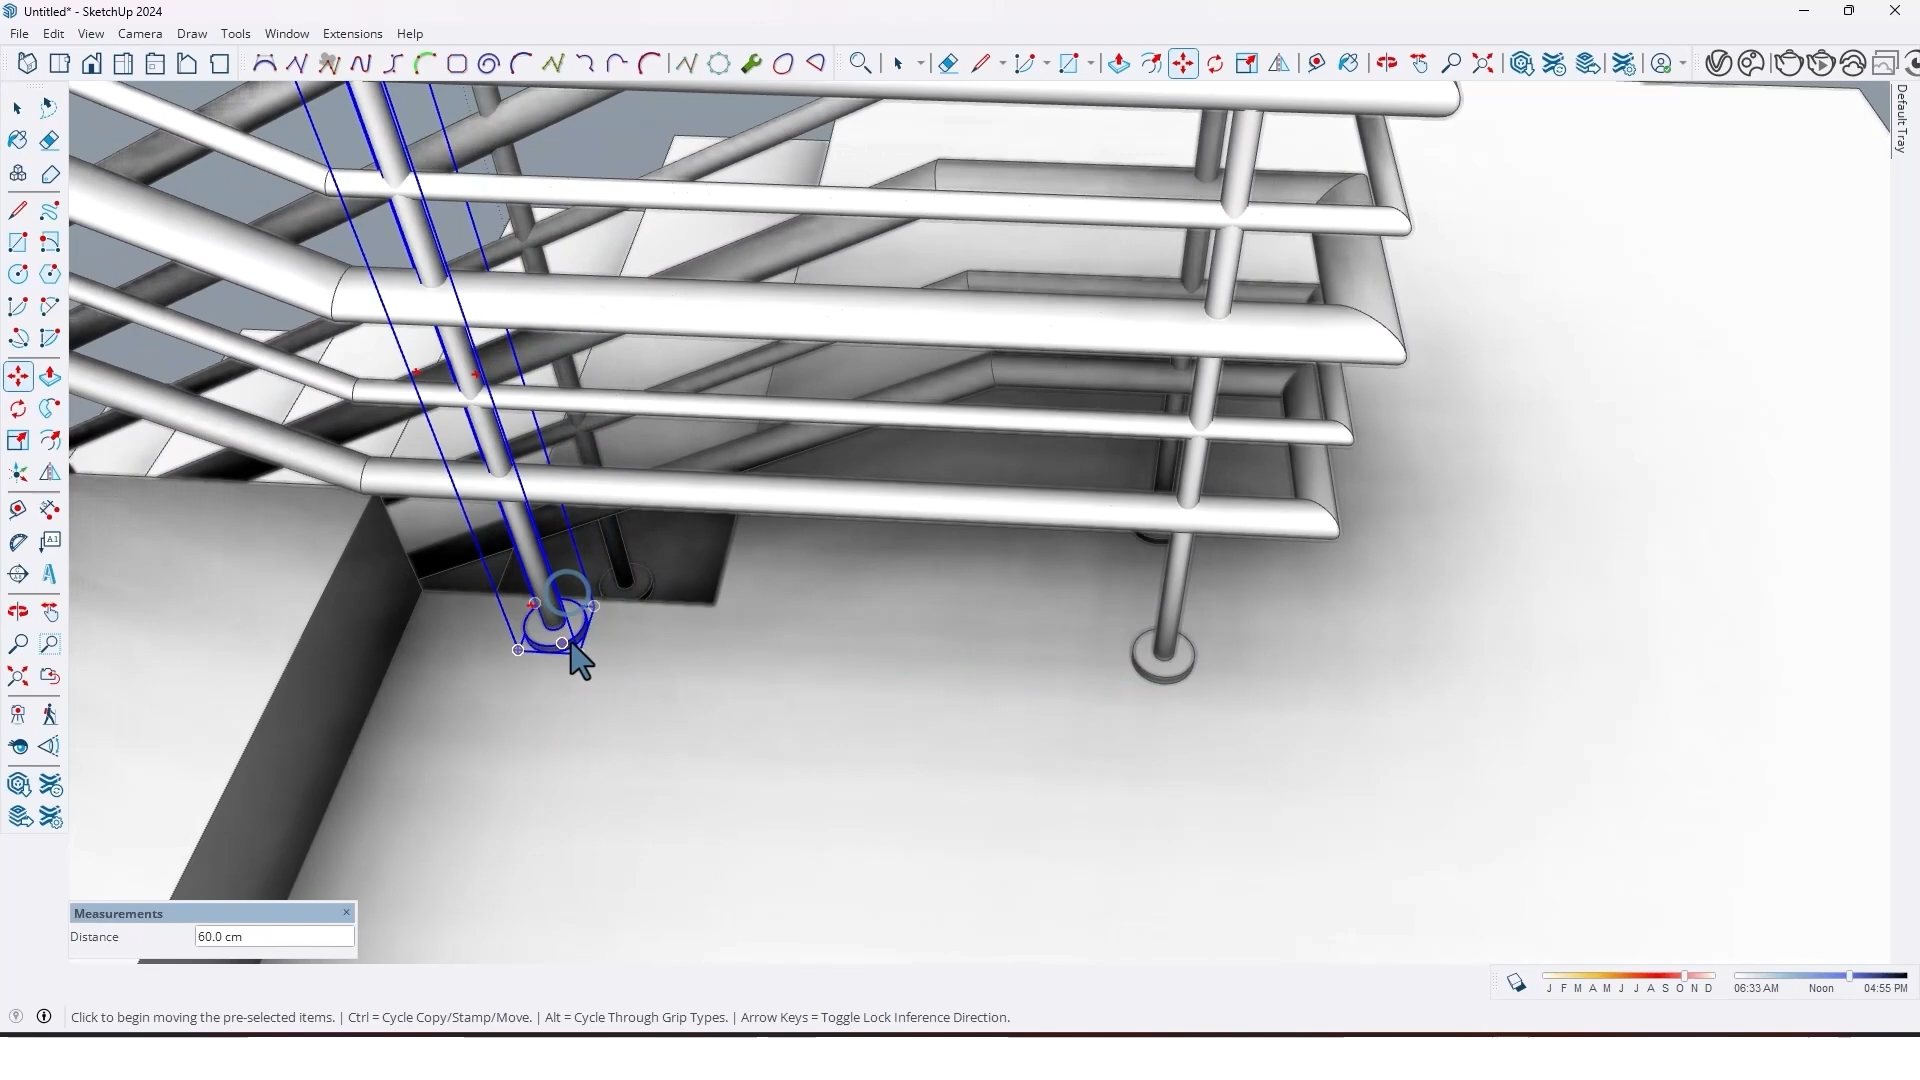 Untitled* - SketchUp 2024
File Edit View Camera Draw Tools Window Extensions Help
Default Tray
A1
Measurements
Distance 60.0 cm
J F M A M J J A S O N D
06:33 AM Noon 04:55 PM
Click to begin moving the pre-selected items. | Ctrl = Cycle Copy/Stamp/Move. | Alt = Cycle Through Grip Types. | Arrow Keys = Toggle Lock Inference Direction.